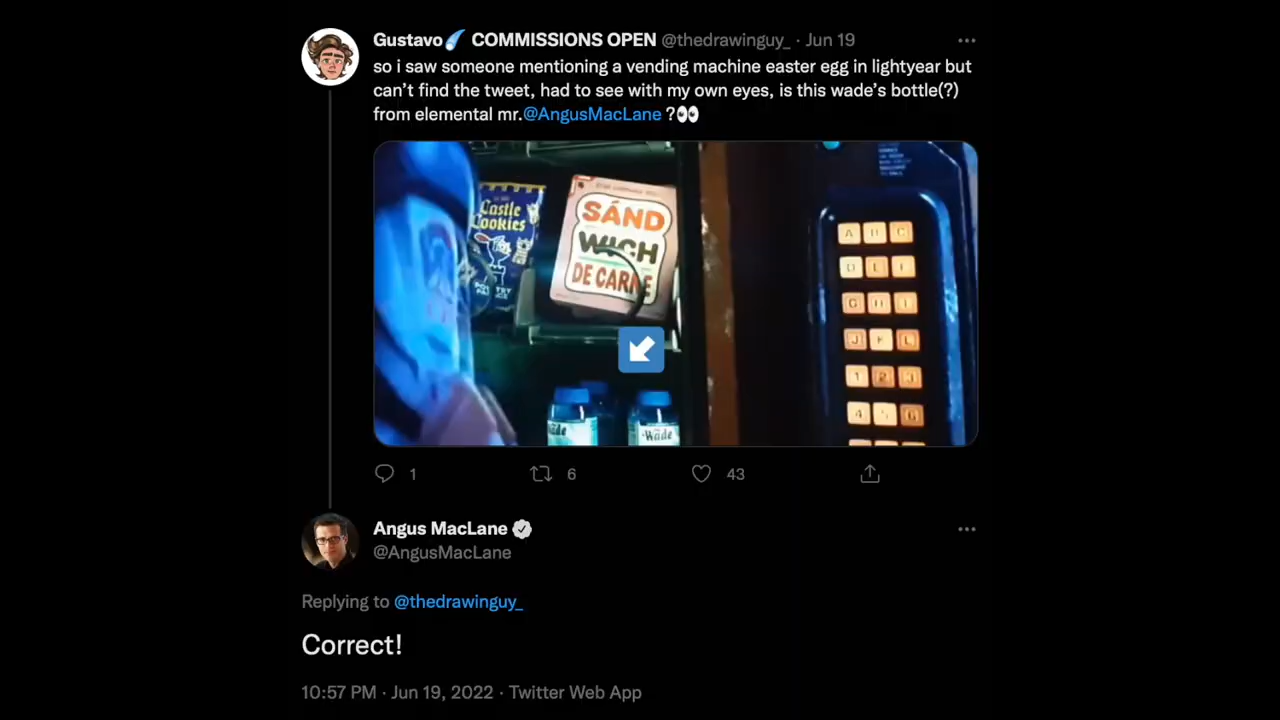 Gustavo☄️ COMMISSIONS OPEN @thedrawinguy_ · Jun 19
so i saw someone mentioning a vending machine easter egg in lightyear but
can't find the tweet, had to see with my own eyes, is this wade's bottle(?)
from elemental mr.@AngusMacLane ?👀
Castle
Cookies
SÁND
WICH
DE CARNE
A B C
D E F
G H I
J K L
1 2 3
4 5 6
Wade
Wade
1
6
43
Angus MacLane
@AngusMacLane
Replying to @thedrawinguy_
Correct!
10:57 PM · Jun 19, 2022 · Twitter Web App